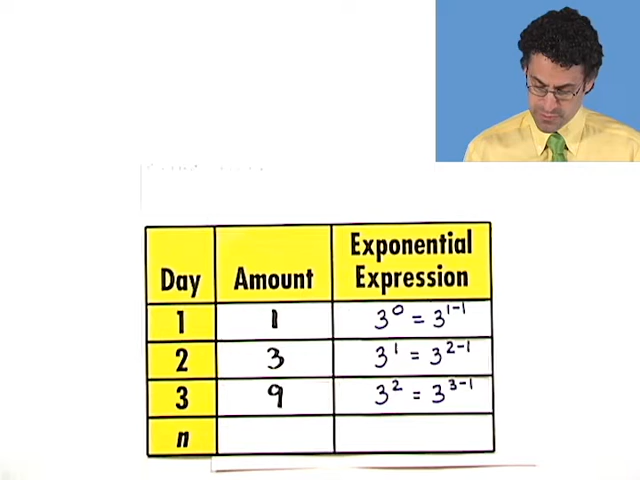 Day Amount Exponential Expression
1 1 3⁰ = 3¹⁻¹
2 3 3¹ = 3²⁻¹
3 9 3² = 3³⁻¹
n